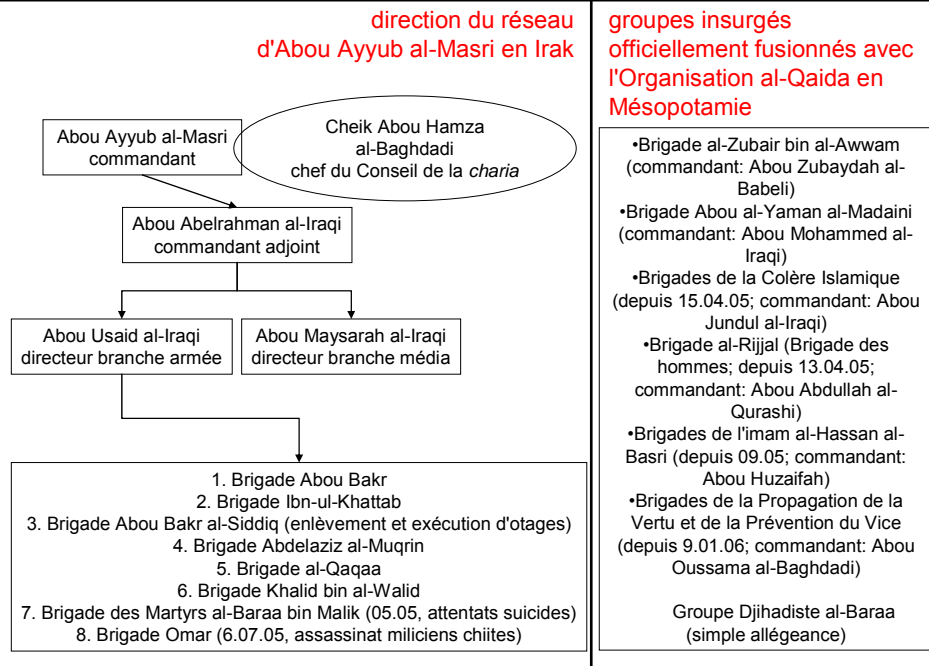 direction du réseau
d'Abou Ayyub al-Masri en Irak
Abou Ayyub al-Masri
commandant
Cheik Abou Hamza
al-Baghdadi
chef du Conseil de la charia
Abou Abelrahman al-Iraqi
commandant adjoint
Abou Usaid al-Iraqi
directeur branche armée
Abou Maysarah al-Iraqi
directeur branche média
1. Brigade Abou Bakr
2. Brigade Ibn-ul-Khattab
3. Brigade Abou Bakr al-Siddiq (enlèvement et exécution d'otages)
4. Brigade Abdelaziz al-Muqrin
5. Brigade al-Qaqaa
6. Brigade Khalid bin al-Walid
7. Brigade des Martyrs al-Baraa bin Malik (05.05, attentats suicides)
8. Brigade Omar (6.07.05, assassinat miliciens chiites)
groupes insurgés
officiellement fusionnés avec
l'Organisation al-Qaida en
Mésopotamie
•Brigade al-Zubair bin al-Awwam
(commandant: Abou Zubaydah al-
Babeli)
•Brigade Abou al-Yaman al-Madaini
(commandant: Abou Mohammed al-
Iraqi)
•Brigades de la Colère Islamique
(depuis 15.04.05; commandant: Abou
Jundul al-Iraqi)
•Brigade al-Rijjal (Brigade des
hommes; depuis 13.04.05;
commandant: Abou Abdullah al-
Qurashi)
•Brigades de l'imam al-Hassan al-
Basri (depuis 09.05; commandant:
Abou Huzaifah)
•Brigades de la Propagation de la
Vertu et de la Prévention du Vice
(depuis 9.01.06; commandant: Abou
Oussama al-Baghdadi)
Groupe Djihadiste al-Baraa
(simple allégeance)